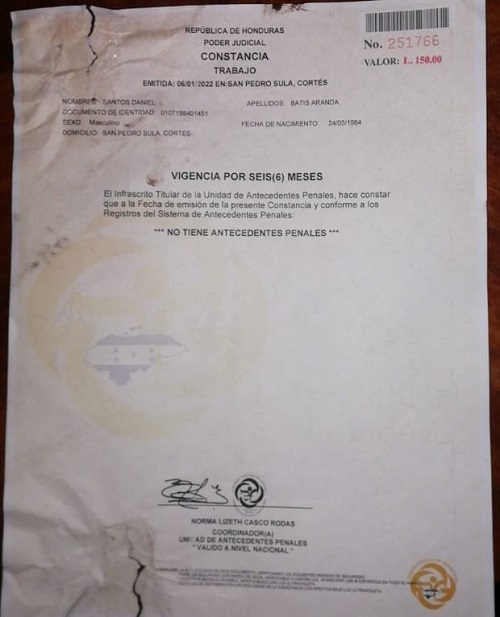 REPÚBLICA DE HONDURAS
PODER JUDICIAL
CONSTANCIA
TRABAJO
EMITIDA: 06/01/2022 EN:SAN PEDRO SULA, CORTÉS
No. 251766
VALOR: L. 150.00
NOMBRES: SANTOS DANIEL APELLIDOS: BATIS ARANDA
DOCUMENTO DE IDENTIDAD: 0107198401451
SEXO: Masculino FECHA DE NACIMIENTO: 24/05/1984
DOMICILIO: SAN PEDRO SULA, CORTES-
VIGENCIA POR SEIS(6) MESES
El Infrascrito Titular de la Unidad de Antecedentes Penales, hace constar
que a la Fecha de emisión de la presente Constancia y conforme a los
Registros del Sistema de Antecedentes Penales:
*** NO TIENE ANTECEDENTES PENALES ***
NORMA LIZETH CASCO RODAS
COORDINADOR(A)
UNIDAD DE ANTECEDENTES PENALES
" VALIDO A NIVEL NACIONAL "